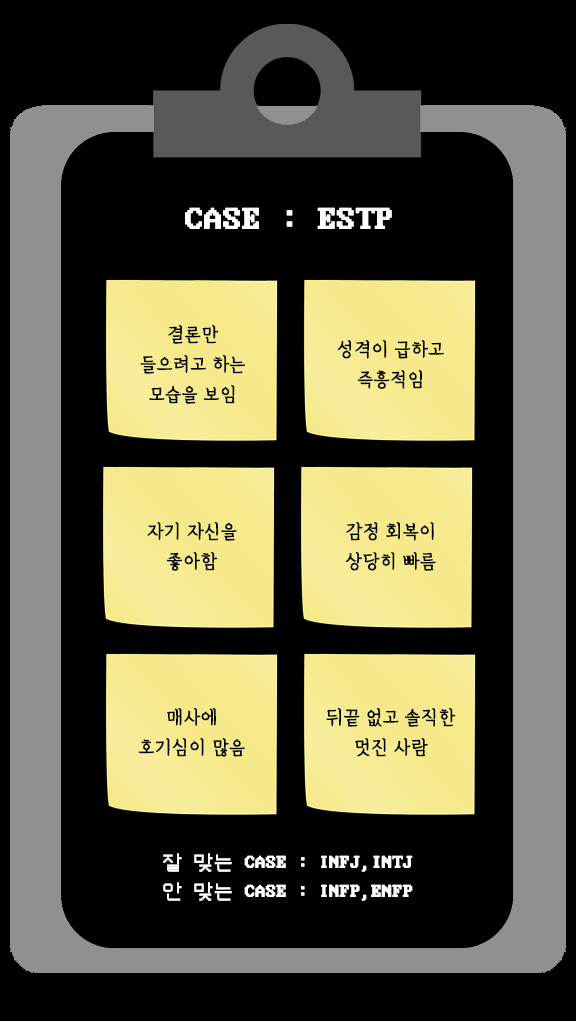 CASE : ESTP
결론만
들으려고 하는
모습을 보임
성격이 급하고
즉흥적임
자기 자신을
좋아함
감정 회복이
상당히 빠름
매사에
호기심이 많음
뒤끝 없고 솔직한
멋진 사람
잘 맞는 CASE : INFJ,INTJ
안 맞는 CASE : INFP,ENFP